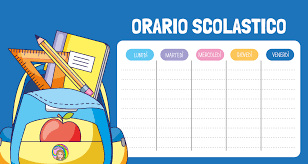 ORARIO SCOLASTICO
LUNEDÌ MARTEDÌ MERCOLEDÌ GIOVEDÌ VENERDÌ